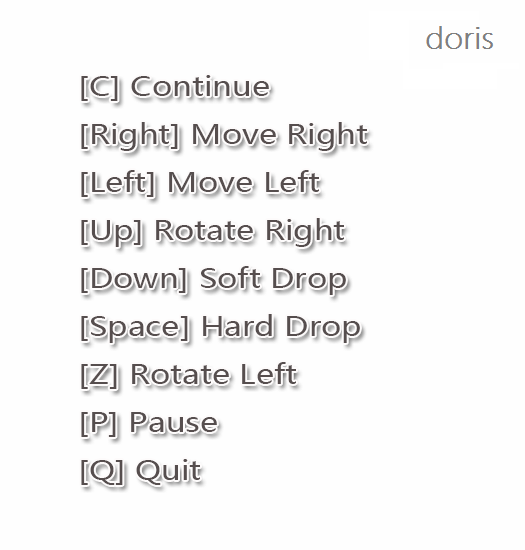 doris
[C] Continue
[Right] Move Right
[Left] Move Left
[Up] Rotate Right
[Down] Soft Drop
[Space] Hard Drop
[Z] Rotate Left
[P] Pause
[Q] Quit